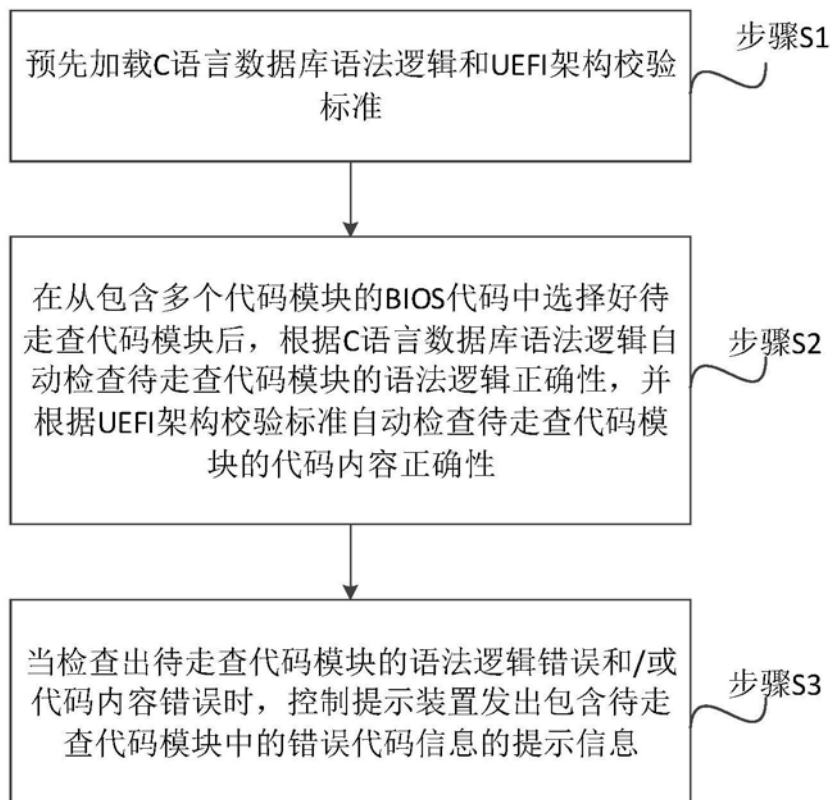 预先加载C语言数据库语法逻辑和UEFI架构校验
标准
步骤S1
在从包含多个代码模块的BIOS代码中选择好待
走查代码模块后，根据C语言数据库语法逻辑自
动检查待走查代码模块的语法逻辑正确性，并
根据UEFI架构校验标准自动检查待走查代码模
块的代码内容正确性
步骤S2
当检查出待走查代码模块的语法逻辑错误和/或
代码内容错误时，控制提示装置发出包含待走
查代码模块中的错误代码信息的提示信息
步骤S3